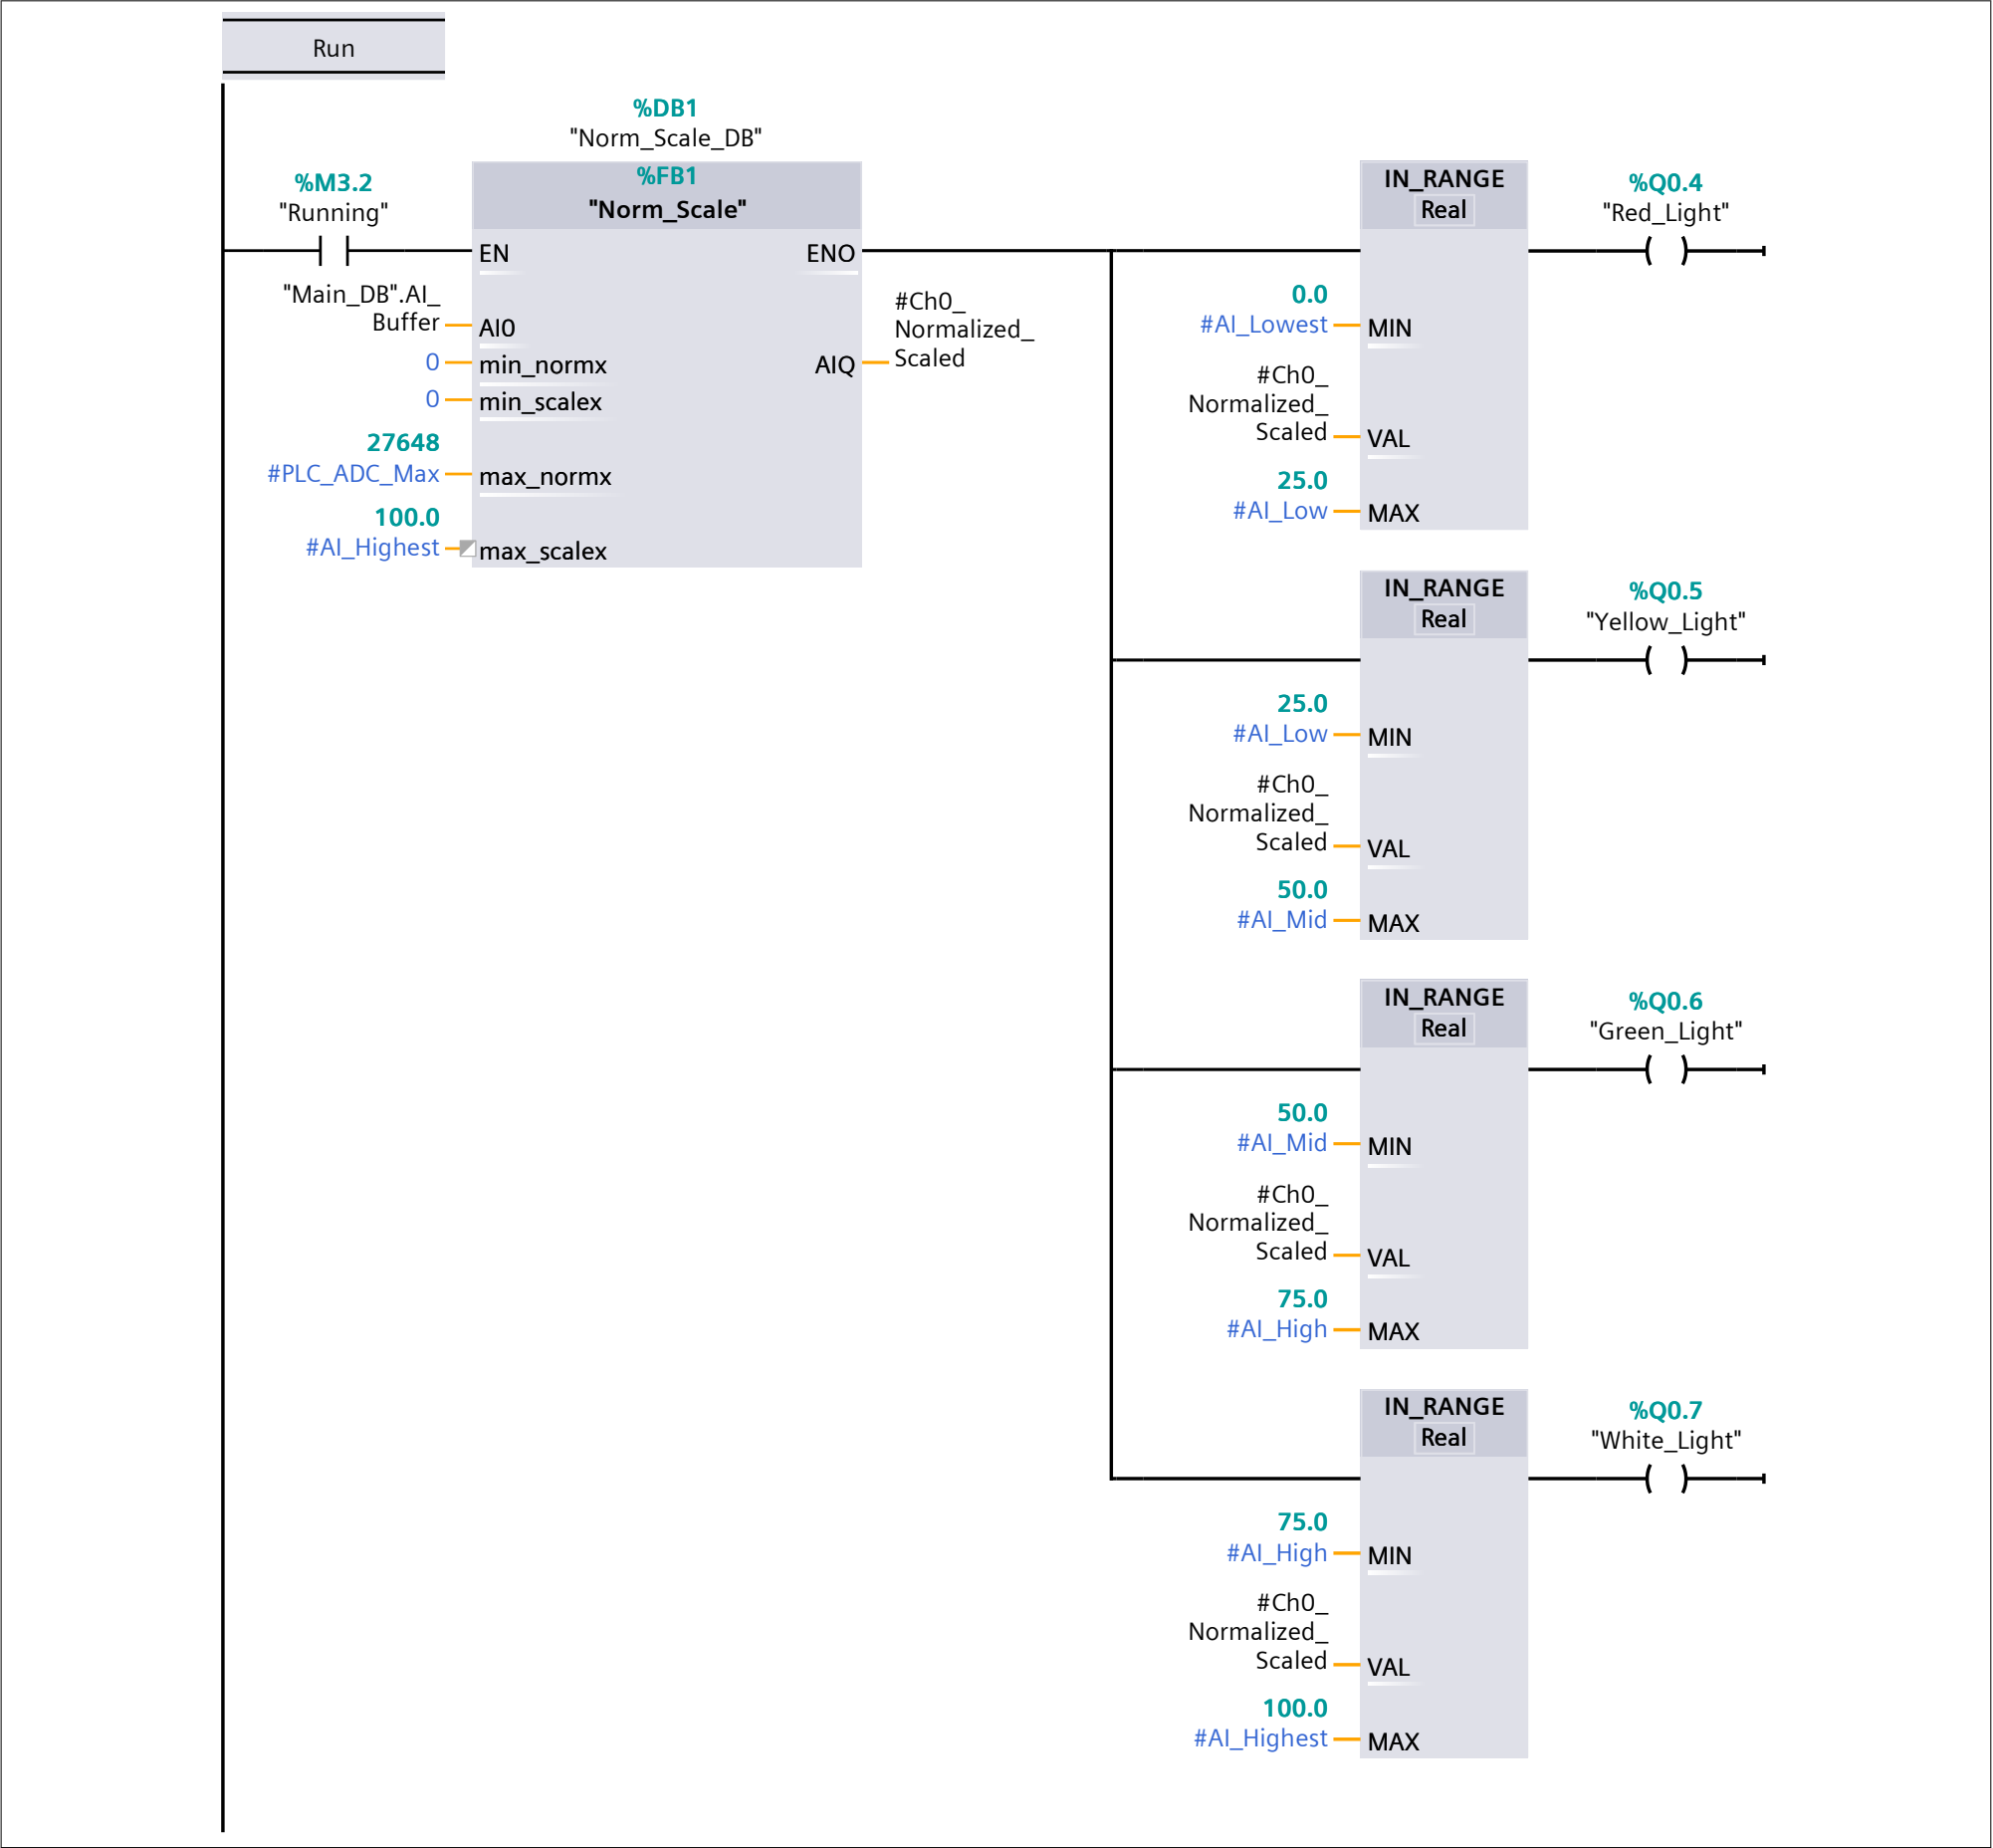 Run
%DB1
"Norm_Scale_DB"
%FB1
"Norm_Scale"
%M3.2
"Running"
EN
ENO
"Main_DB".AI_
Buffer
AI0
0
min_normx
0
min_scalex
27648
#PLC_ADC_Max
max_normx
100.0
#AI_Highest
max_scalex
#Ch0_
Normalized_
Scaled
AIQ
IN_RANGE
Real
%Q0.4
"Red_Light"
0.0
#AI_Lowest
MIN
#Ch0_
Normalized_
Scaled
VAL
25.0
#AI_Low
MAX
IN_RANGE
Real
%Q0.5
"Yellow_Light"
25.0
#AI_Low
MIN
#Ch0_
Normalized_
Scaled
VAL
50.0
#AI_Mid
MAX
IN_RANGE
Real
%Q0.6
"Green_Light"
50.0
#AI_Mid
MIN
#Ch0_
Normalized_
Scaled
VAL
75.0
#AI_High
MAX
IN_RANGE
Real
%Q0.7
"White_Light"
75.0
#AI_High
MIN
#Ch0_
Normalized_
Scaled
VAL
100.0
#AI_Highest
MAX